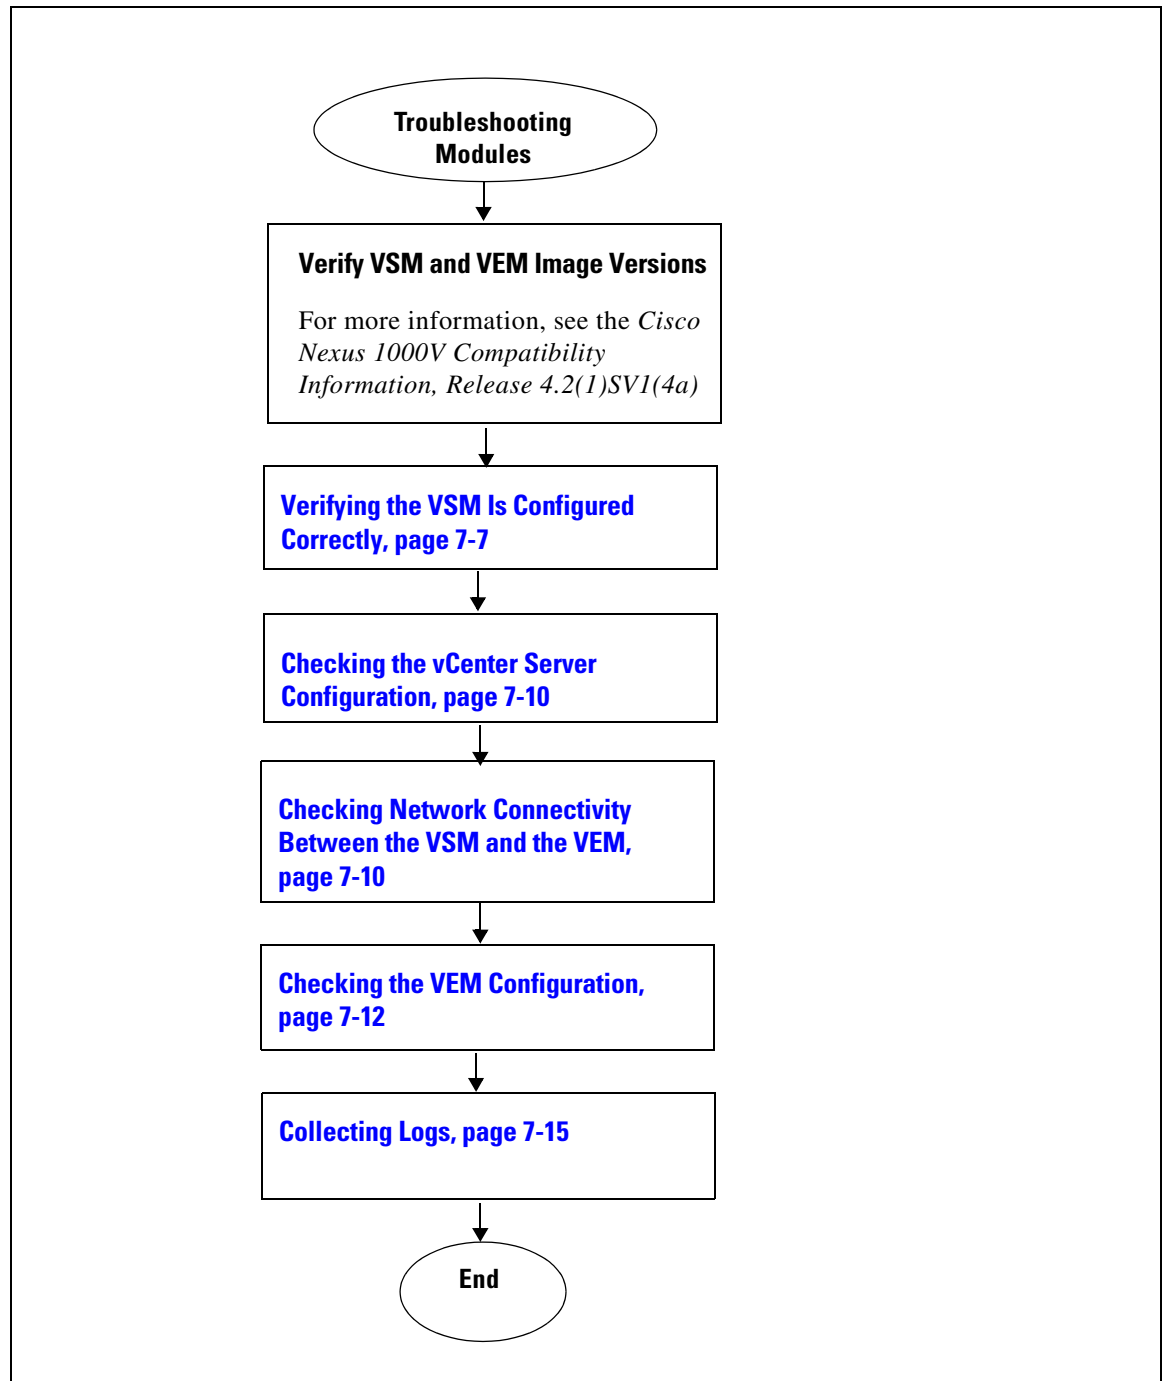 Troubleshooting
Modules
Verify VSM and VEM Image Versions
For more information, see the Cisco
Nexus 1000V Compatibility
Information, Release 4.2(1)SV1(4a)
Verifying the VSM Is Configured
Correctly, page 7-7
Checking the vCenter Server
Configuration, page 7-10
Checking Network Connectivity
Between the VSM and the VEM,
page 7-10
Checking the VEM Configuration,
page 7-12
Collecting Logs, page 7-15
End